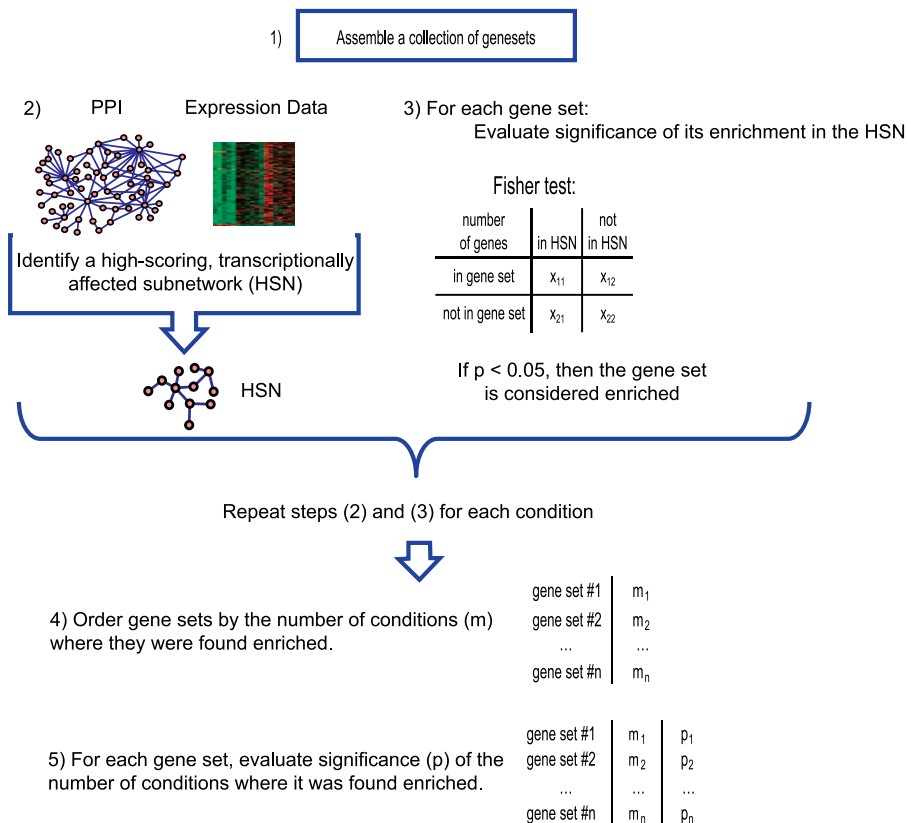 1) Assemble a collection of genesets
2) PPI Expression Data
Identify a high-scoring, transcriptionally
affected subnetwork (HSN)
HSN
3) For each gene set:
Evaluate significance of its enrichment in the HSN
Fisher test:
number of genes | in HSN | not in HSN
in gene set | x11 | x12
not in gene set | x21 | x22
If p < 0.05, then the gene set
is considered enriched
Repeat steps (2) and (3) for each condition
4) Order gene sets by the number of conditions (m)
where they were found enriched.
gene set #1 | m1
gene set #2 | m2
... | ...
gene set #n | mn
5) For each gene set, evaluate significance (p) of the
number of conditions where it was found enriched.
gene set #1 | m1 | p1
gene set #2 | m2 | p2
... | ... | ...
gene set #n | mn | pn